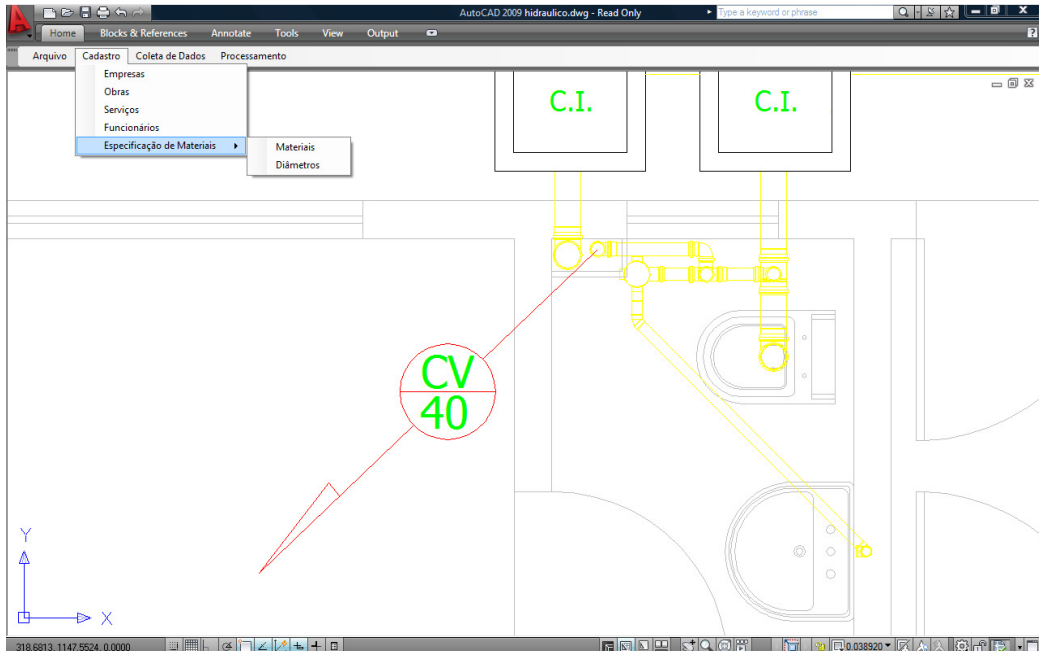 AutoCAD 2009 hidraulico.dwg - Read Only
Type a keyword or phrase
Home Blocks & References Annotate Tools View Output
Arquivo Cadastro Coleta de Dados Processamento
Empresas
Obras
Serviços
Funcionários
Especificação de Materiais
Materiais
Diâmetros
C.I. C.I.
CV
40
Y
X
318.6813, 1147.5524, 0.0000
0.038920